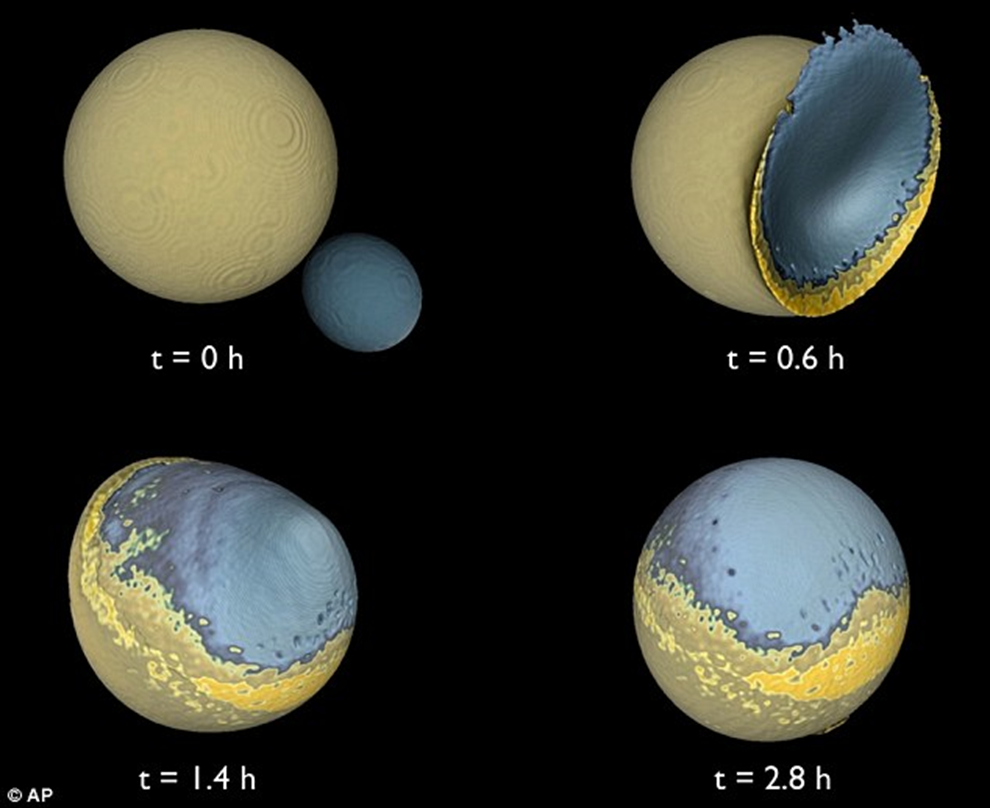 t = 0 h
t = 0.6 h
t = 1.4 h
t = 2.8 h
© AP